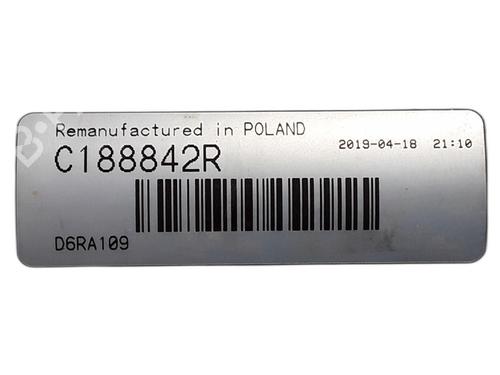 Remanufactured in POLAND
C188842R
2019-04-18 21:10
D6RA109